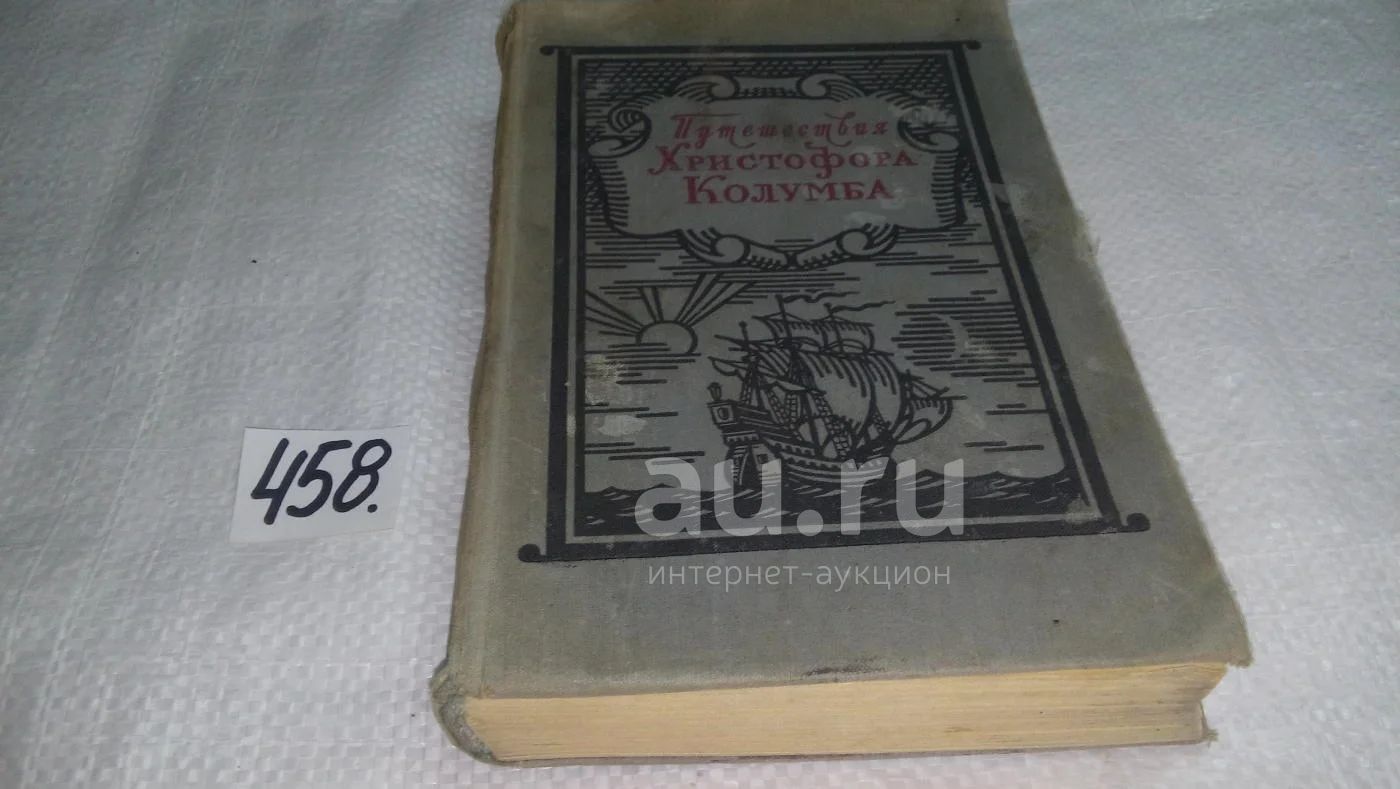 Путешествия
Христофора
Колумба
458.
au.ru
интернет-аукцион